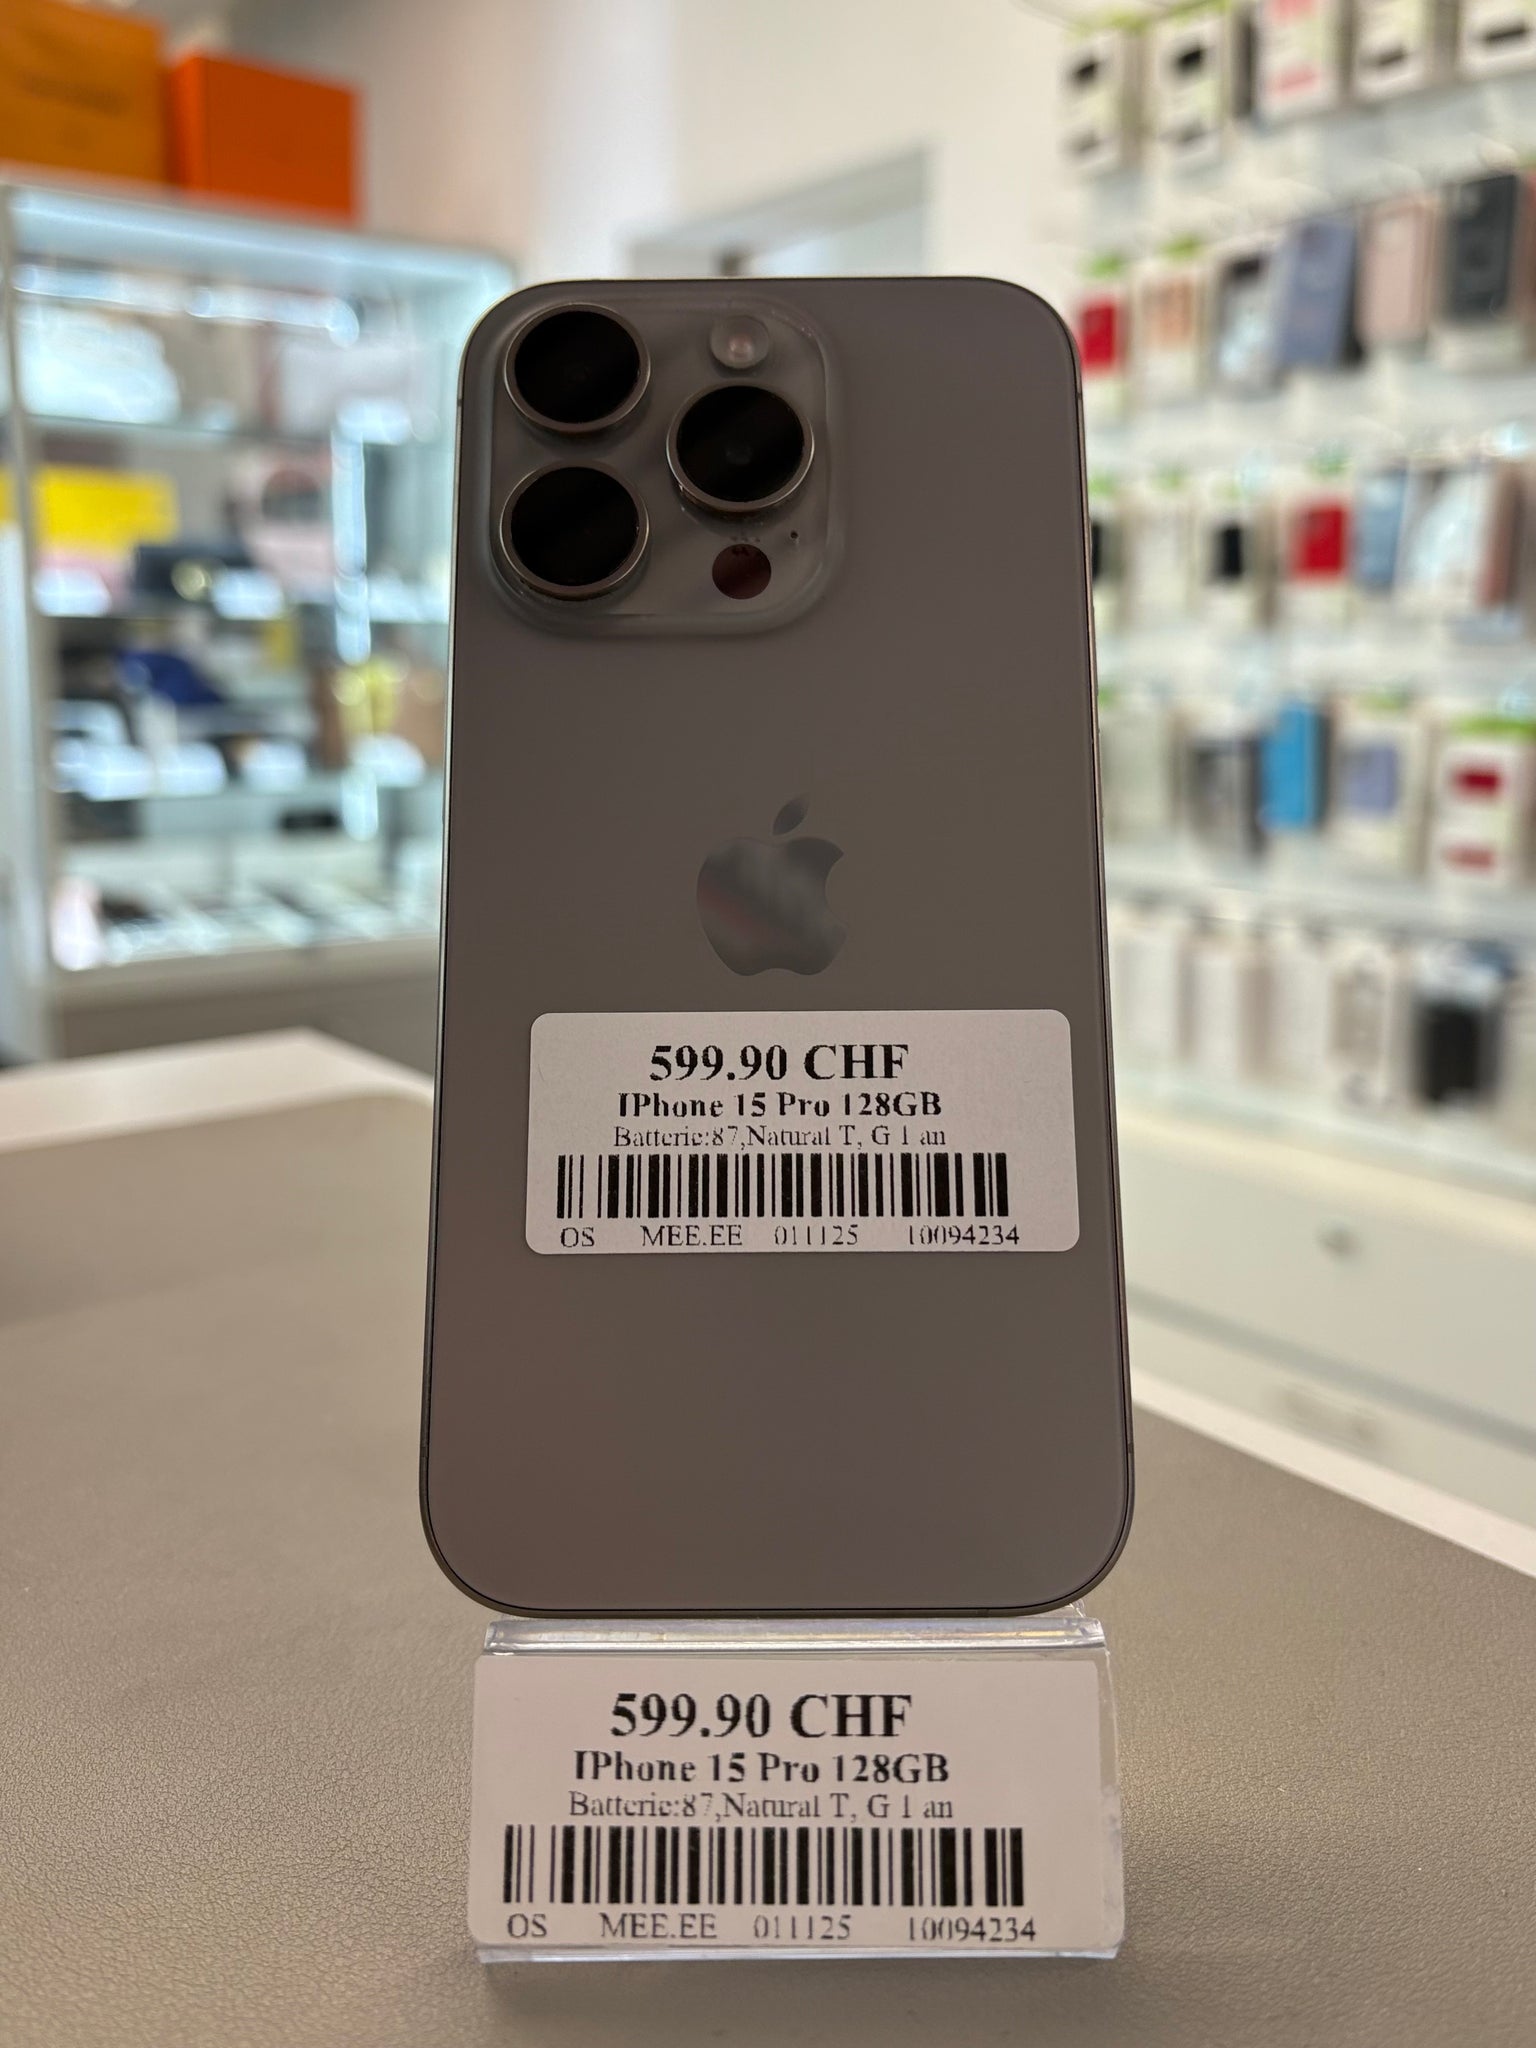 599.90 CHF
IPhone 15 Pro 128GB
Batterie:87,Natural T, G 1 an
OS MEE.EE 011125 10094234
599.90 CHF
IPhone 15 Pro 128GB
Batterie:87,Natural T, G 1 an
OS MEE.EE 011125 10094234